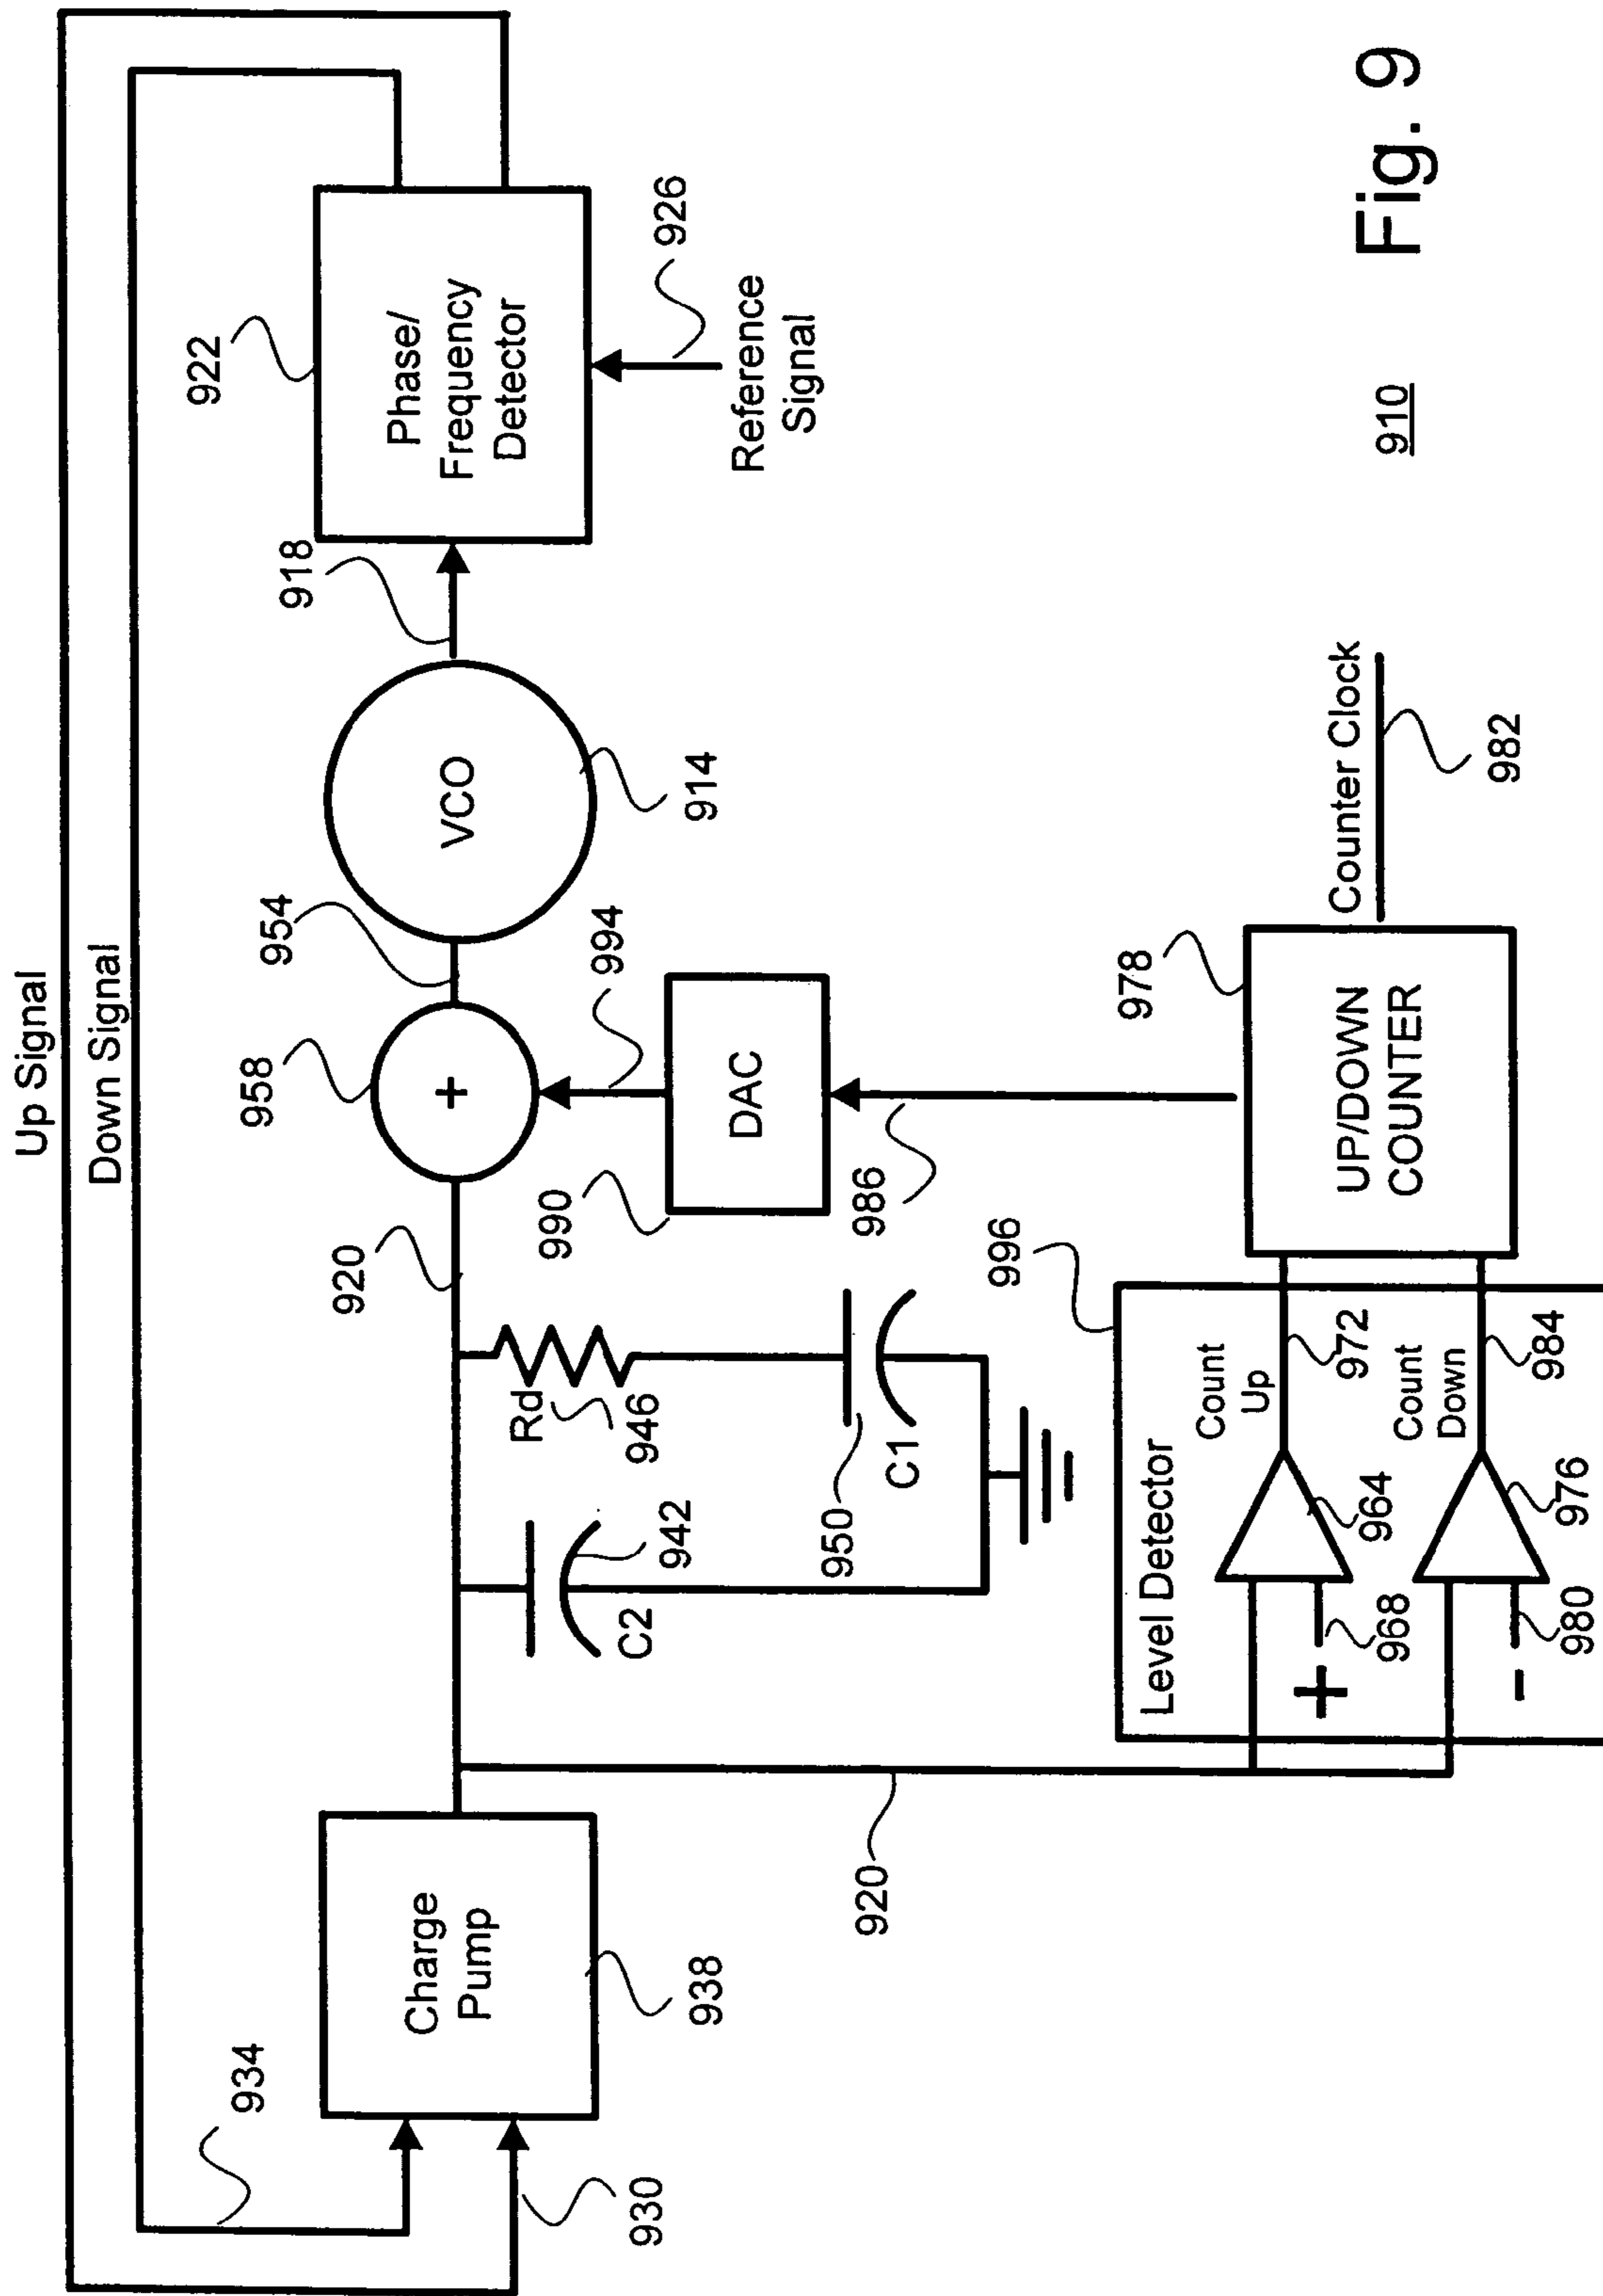 Up Signal
Down Signal
934
930
Charge
Pump
938
920
C2
942
Rd
946
950
C1
920
958
+
954
994
DAC
990
986
VCO
914
918
922
Phase/
Frequency
Detector
926
Reference
Signal
996
Level Detector
+
968
964
Count
Up
972
-
980
976
Count
Down
984
978
UP/DOWN
COUNTER
Counter Clock
982
910
Fig. 9